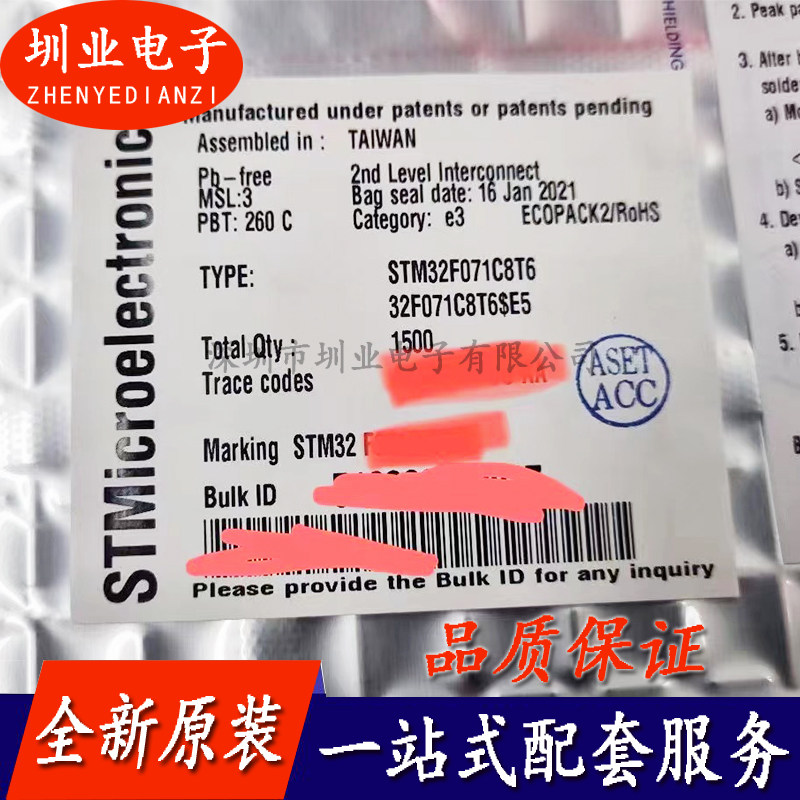 圳业电子
ZHENYEDIANZI
HIELDING
2. Peak pa
3. After b
solde
a) Mo
b) S
4. De
a)
b
5.
STMicroelectronic
Manufactured under patents or patents pending
Assembled in : TAIWAN
Pb-free 2nd Level Interconnect
MSL:3 Bag seal date: 16 Jan 2021
PBT: 260 C Category: e3 ECOPACK2/RoHS
TYPE: STM32F071C8T6
32F071C8T6$E5
Total Qty : 1500
深圳市圳业电子有限公司
Trace codes
ASET
ACC
Marking STM32 F
Bulk ID
Please provide the Bulk ID for any inquiry
品质保证
全新原装
一站式配套服务